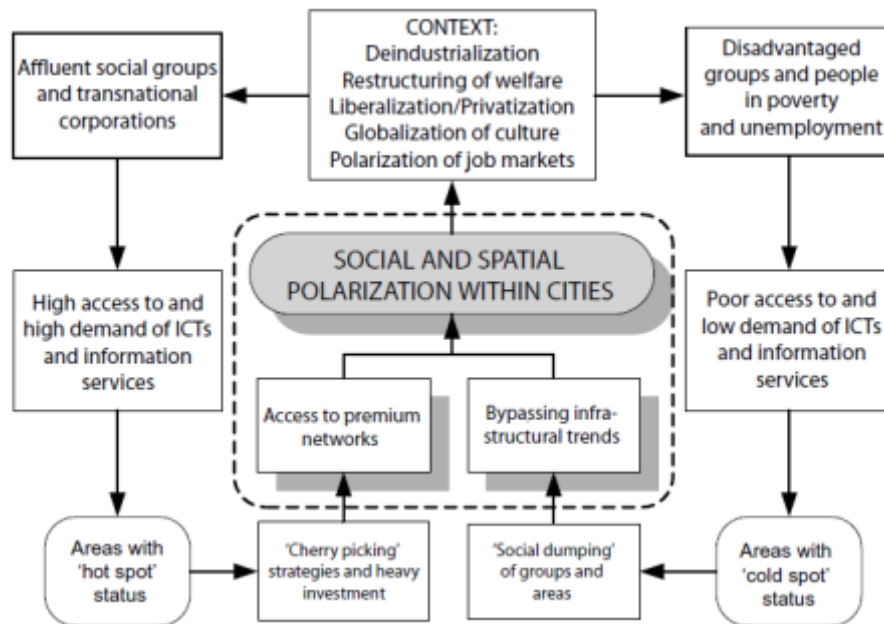 CONTEXT:
Deindustrialization
Restructuring of welfare
Liberalization/Privatization
Globalization of culture
Polarization of job markets
Affluent social groups
and transnational
corporations
Disadvantaged
groups and people
in poverty
and unemployment
SOCIAL AND SPATIAL
POLARIZATION WITHIN CITIES
High access to and
high demand of ICTs
and information
services
Poor access to and
low demand of ICTs
and information
services
Access to premium
networks
Bypassing infra-
structural trends
Areas with
'hot spot'
status
'Cherry picking'
strategies and heavy
investment
'Social dumping'
of groups and
areas
Areas with
'cold spot'
status